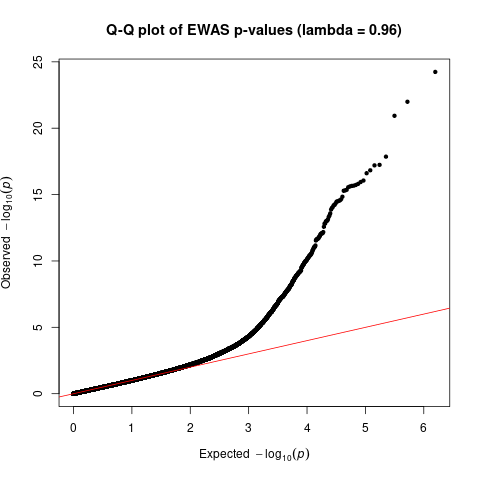 Q-Q plot of EWAS p-values (lambda = 0.96)
Observed −log10(p)
25
20
15
10
5
0
0 1 2 3 4 5 6
Expected −log10(p)